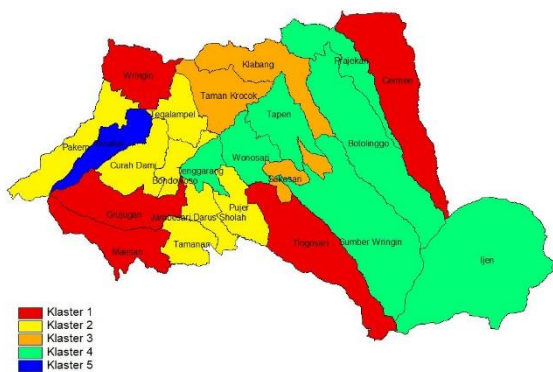 Klabang
Prajekan
Wringin
Cermee
Taman Krocok
Tegalampel
Tapen
Pakem
Botolinggo
Curah Dami
Wonosari
Tenggarang
Bondowoso
Sukosari
Grujugan
Jambesari Darus Sholah
Pujer
Maesan
Tamanan
Tlogosari
Sumber Wringin
Ijen
Klaster 1
Klaster 2
Klaster 3
Klaster 4
Klaster 5